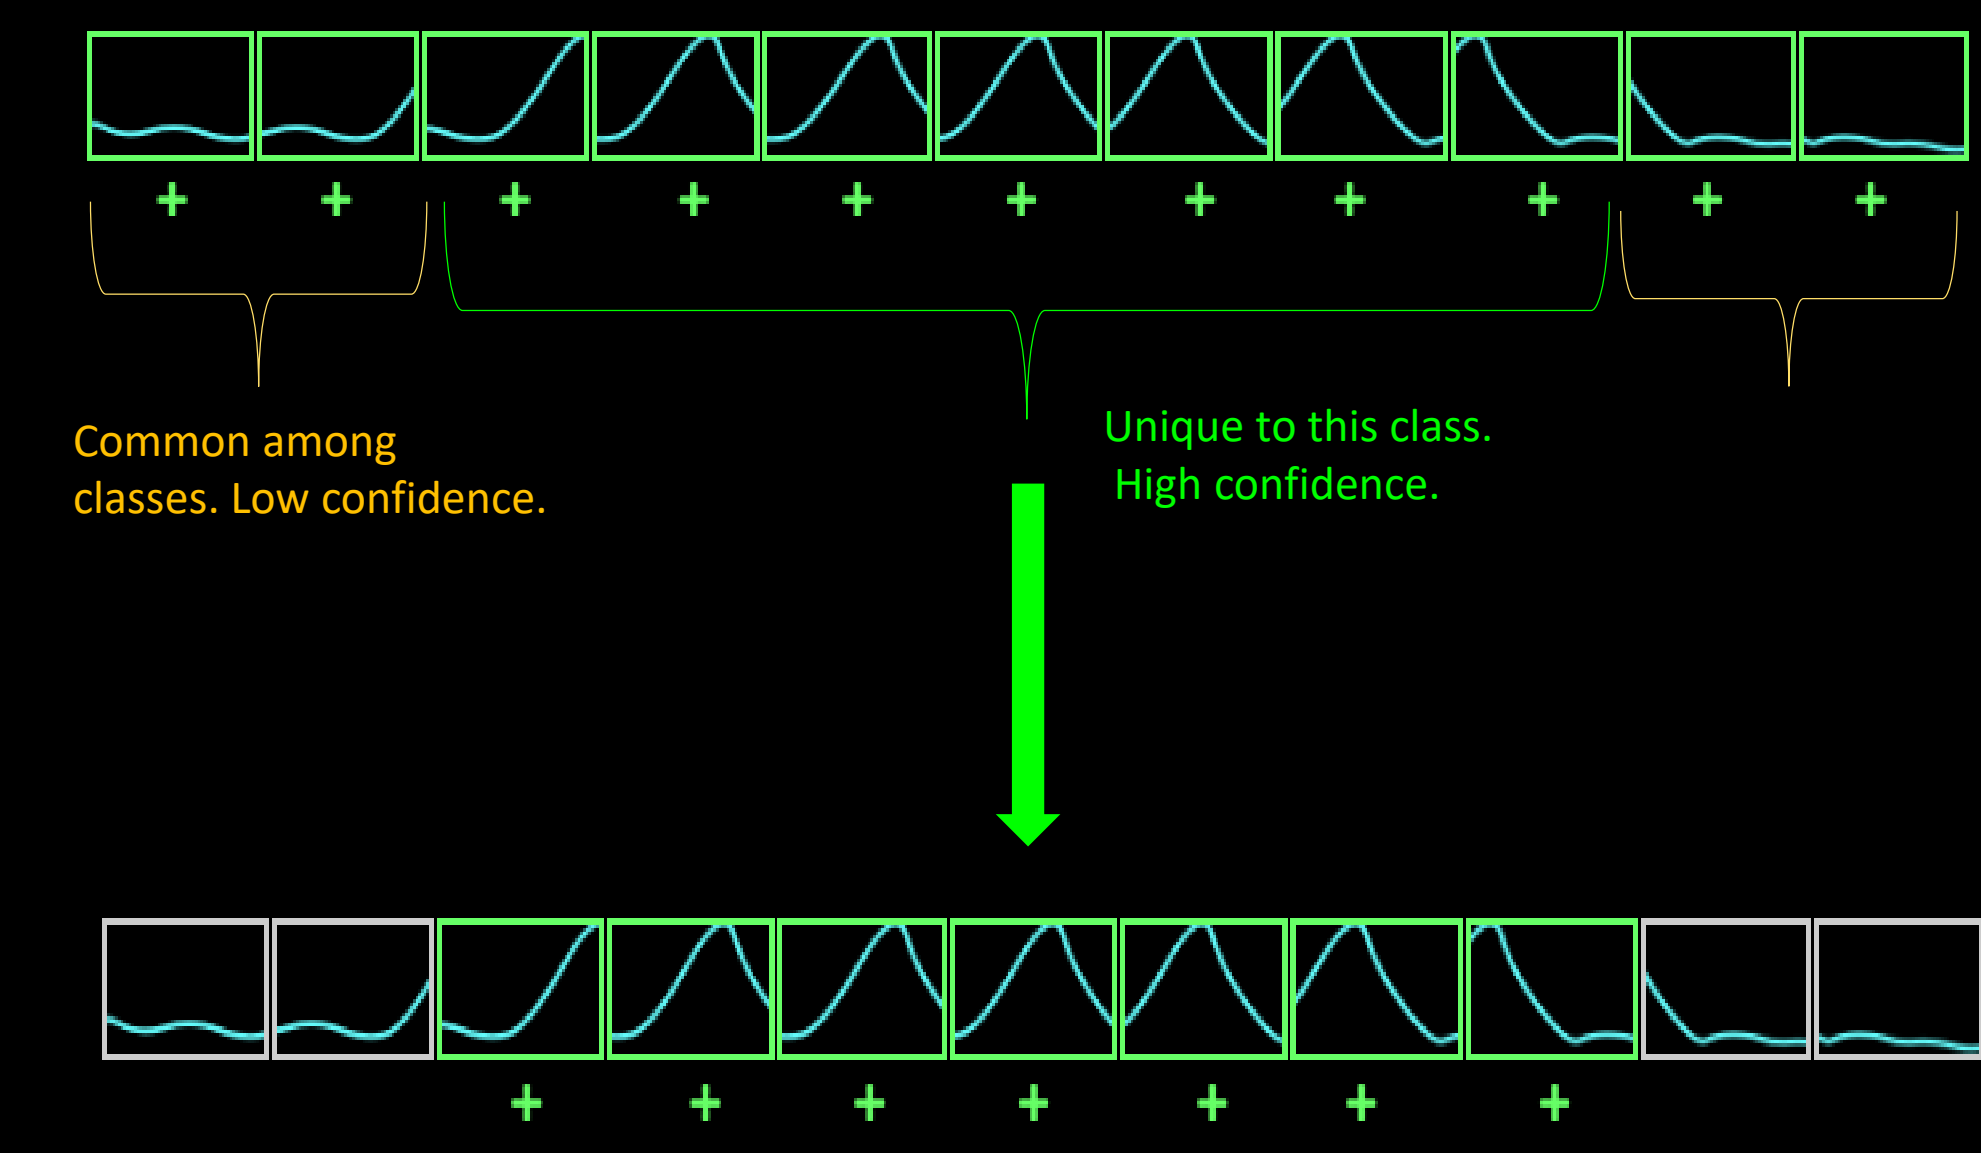 + + + + + + + + + + +
Common among
classes. Low confidence.
Unique to this class.
High confidence.
+ + + + + + +